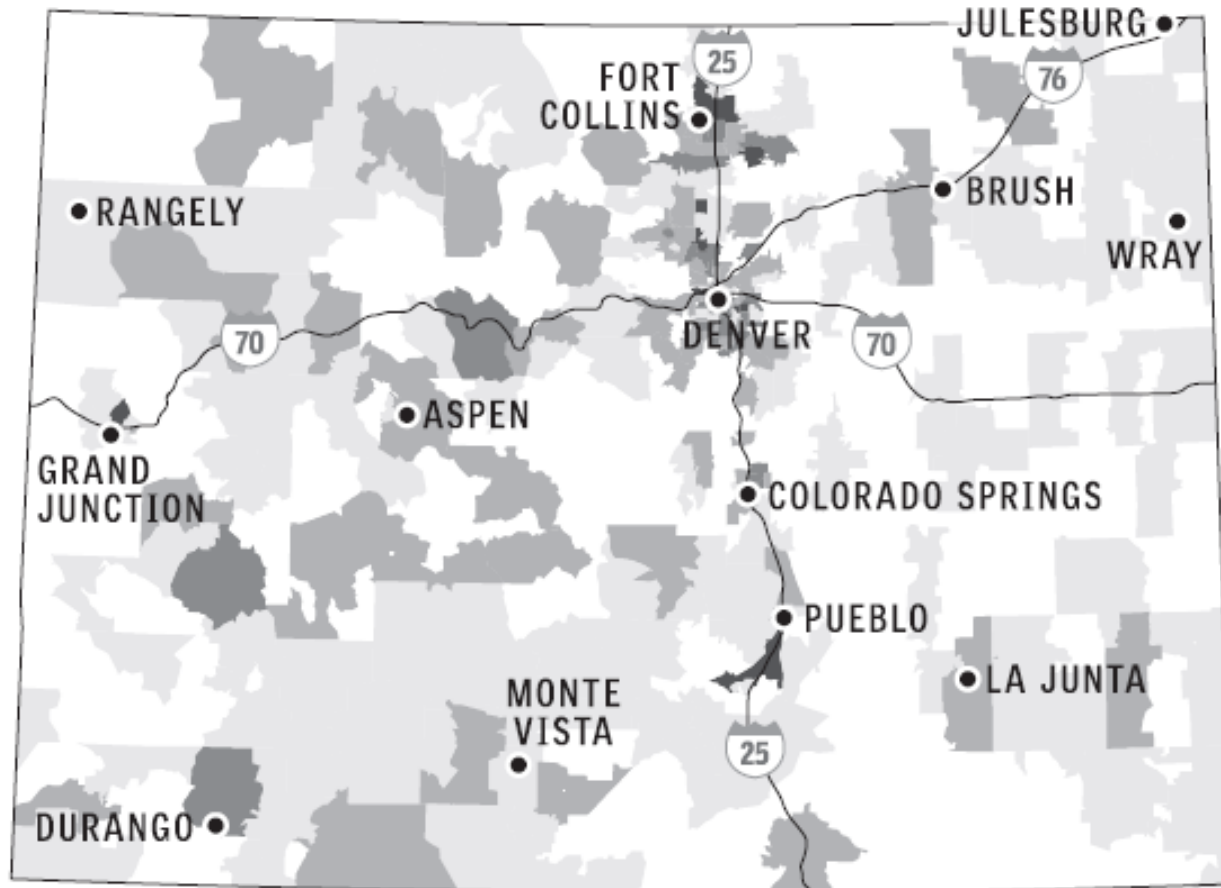 JULESBURG
25
76
FORT
COLLINS
BRUSH
RANGELY
WRAY
DENVER
70
70
ASPEN
GRAND
JUNCTION
COLORADO SPRINGS
PUEBLO
LA JUNTA
MONTE
VISTA
25
DURANGO